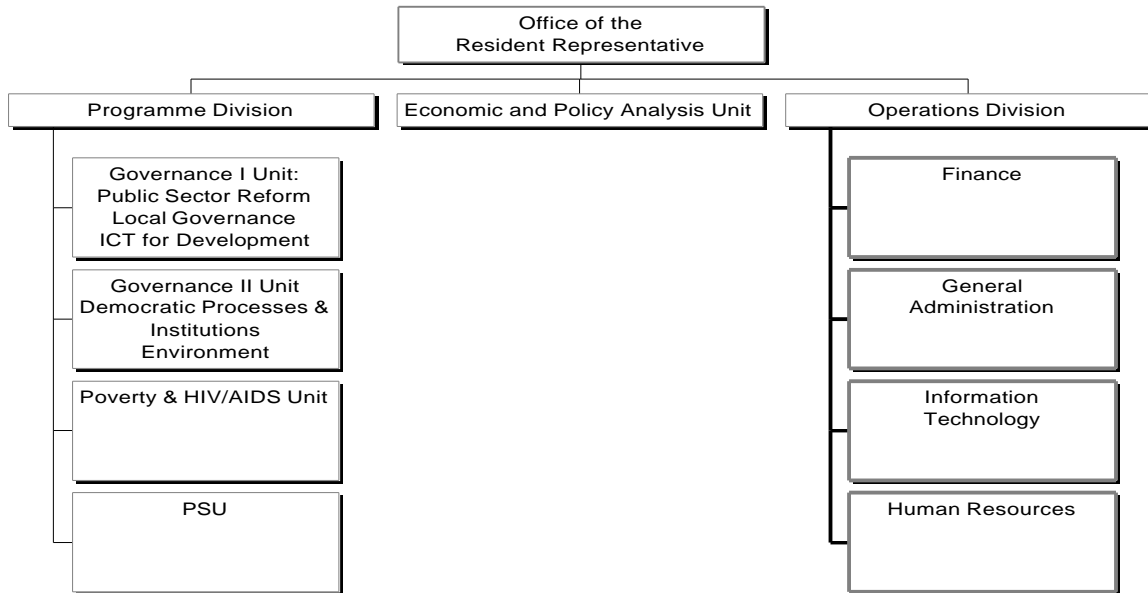 Office of the
Resident Representative
Programme Division
Economic and Policy Analysis Unit
Operations Division
Governance I Unit:
Public Sector Reform
Local Governance
ICT for Development
Governance II Unit
Democratic Processes &
Institutions
Environment
Poverty & HIV/AIDS Unit
PSU
Finance
General
Administration
Information
Technology
Human Resources